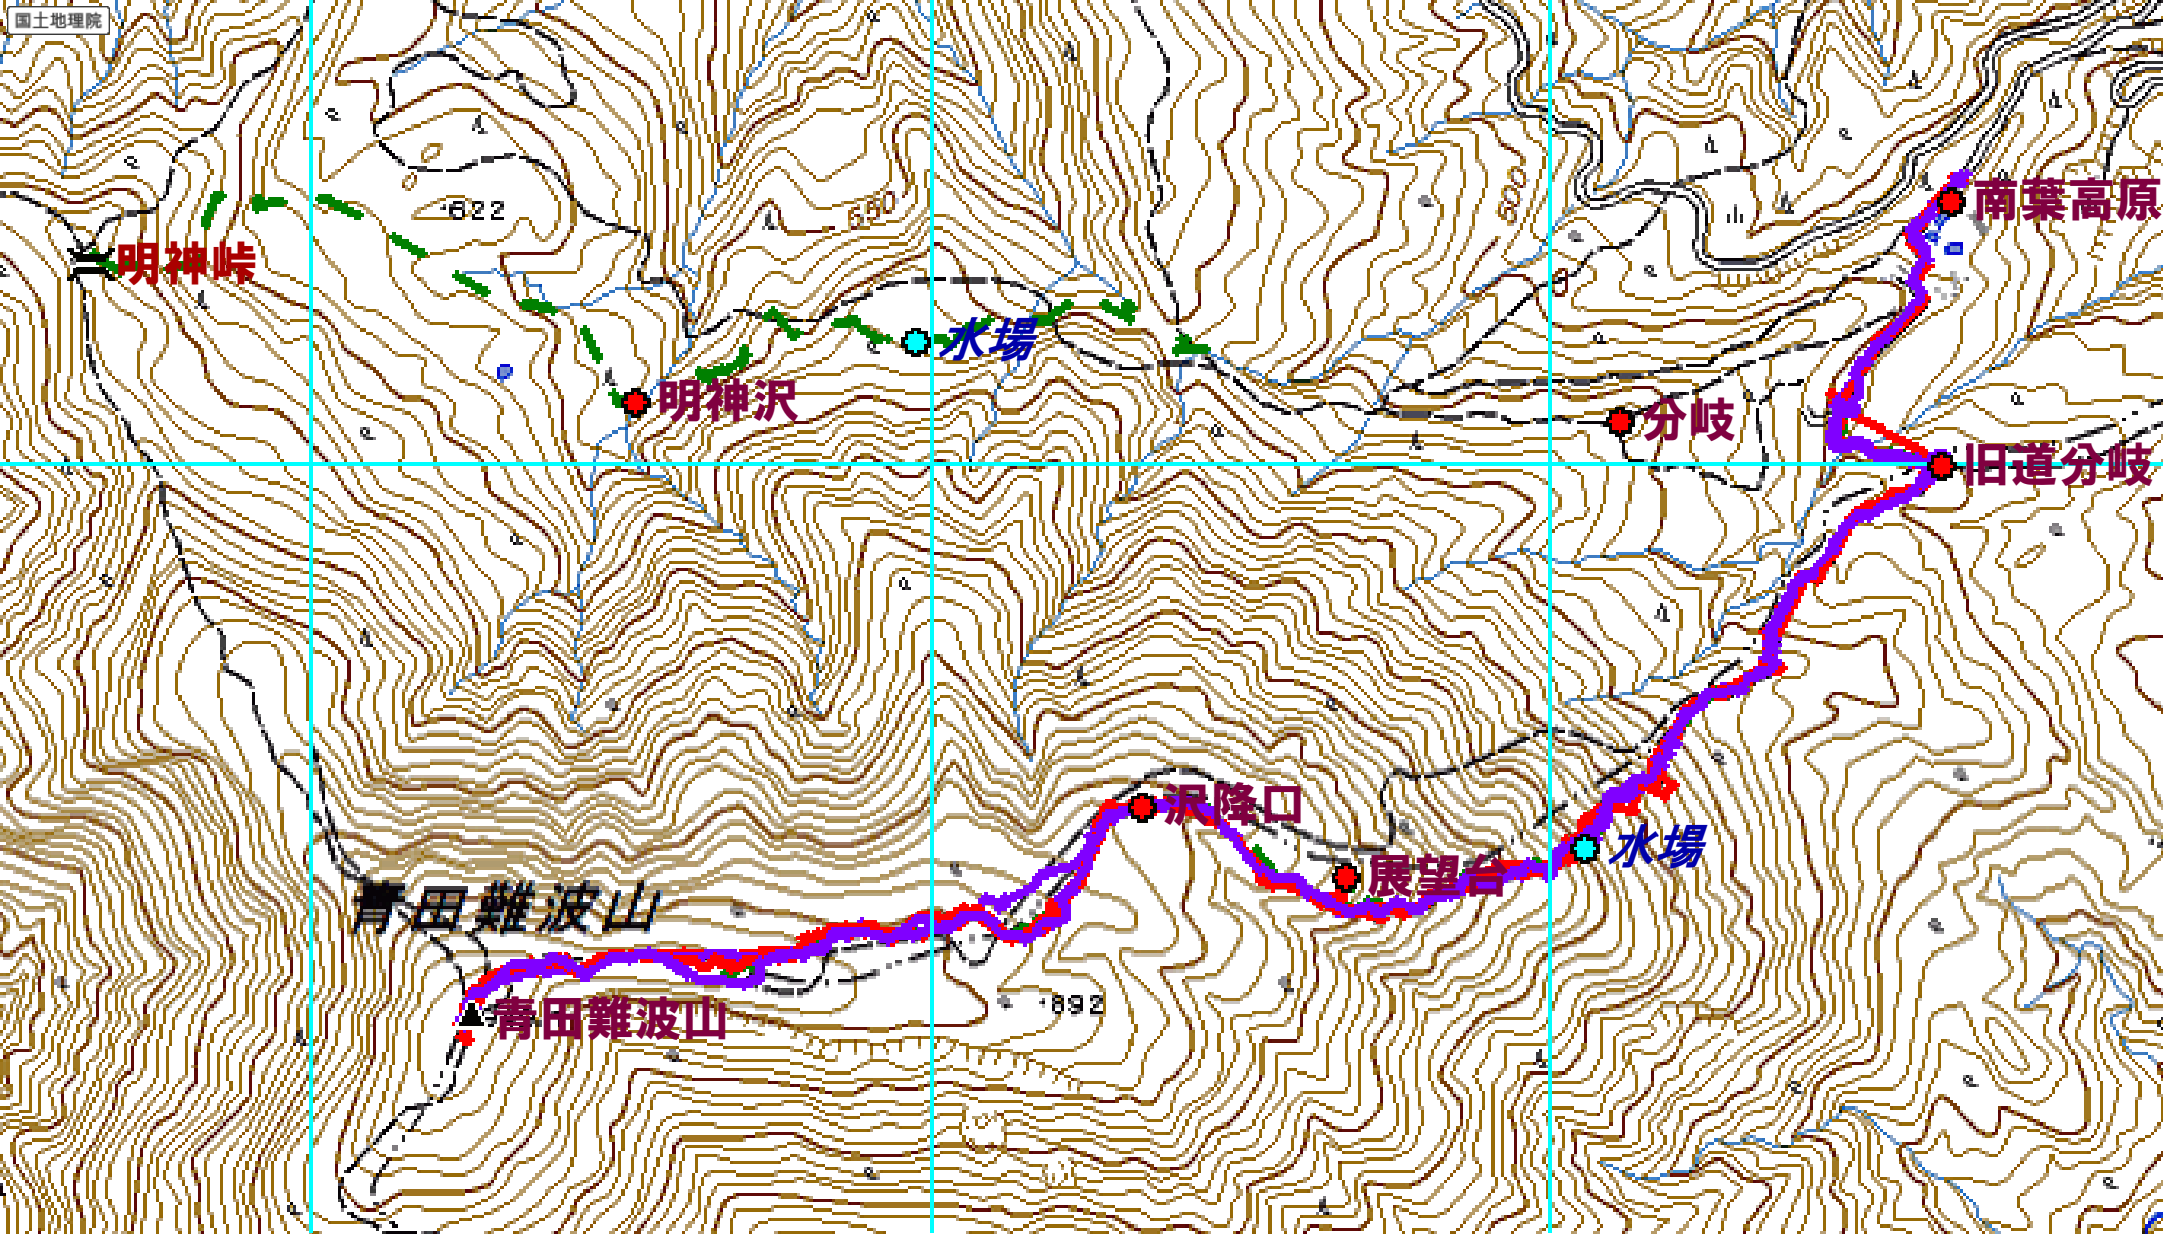 国土地理院
南葉高原
・622
660
500
明神峠
水場
明神沢
分岐
旧道分岐
沢降口
水場
展望台
青田難波山
・892
青田難波山